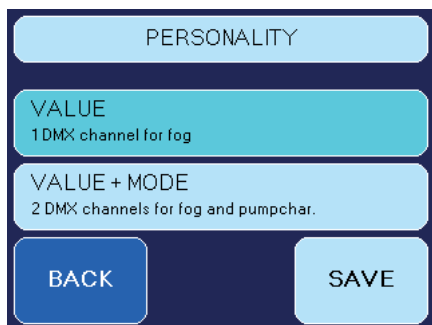 PERSONALITY
VALUE
1 DMX channel for fog
VALUE + MODE
2 DMX channels for fog and pumpchar.
BACK
SAVE